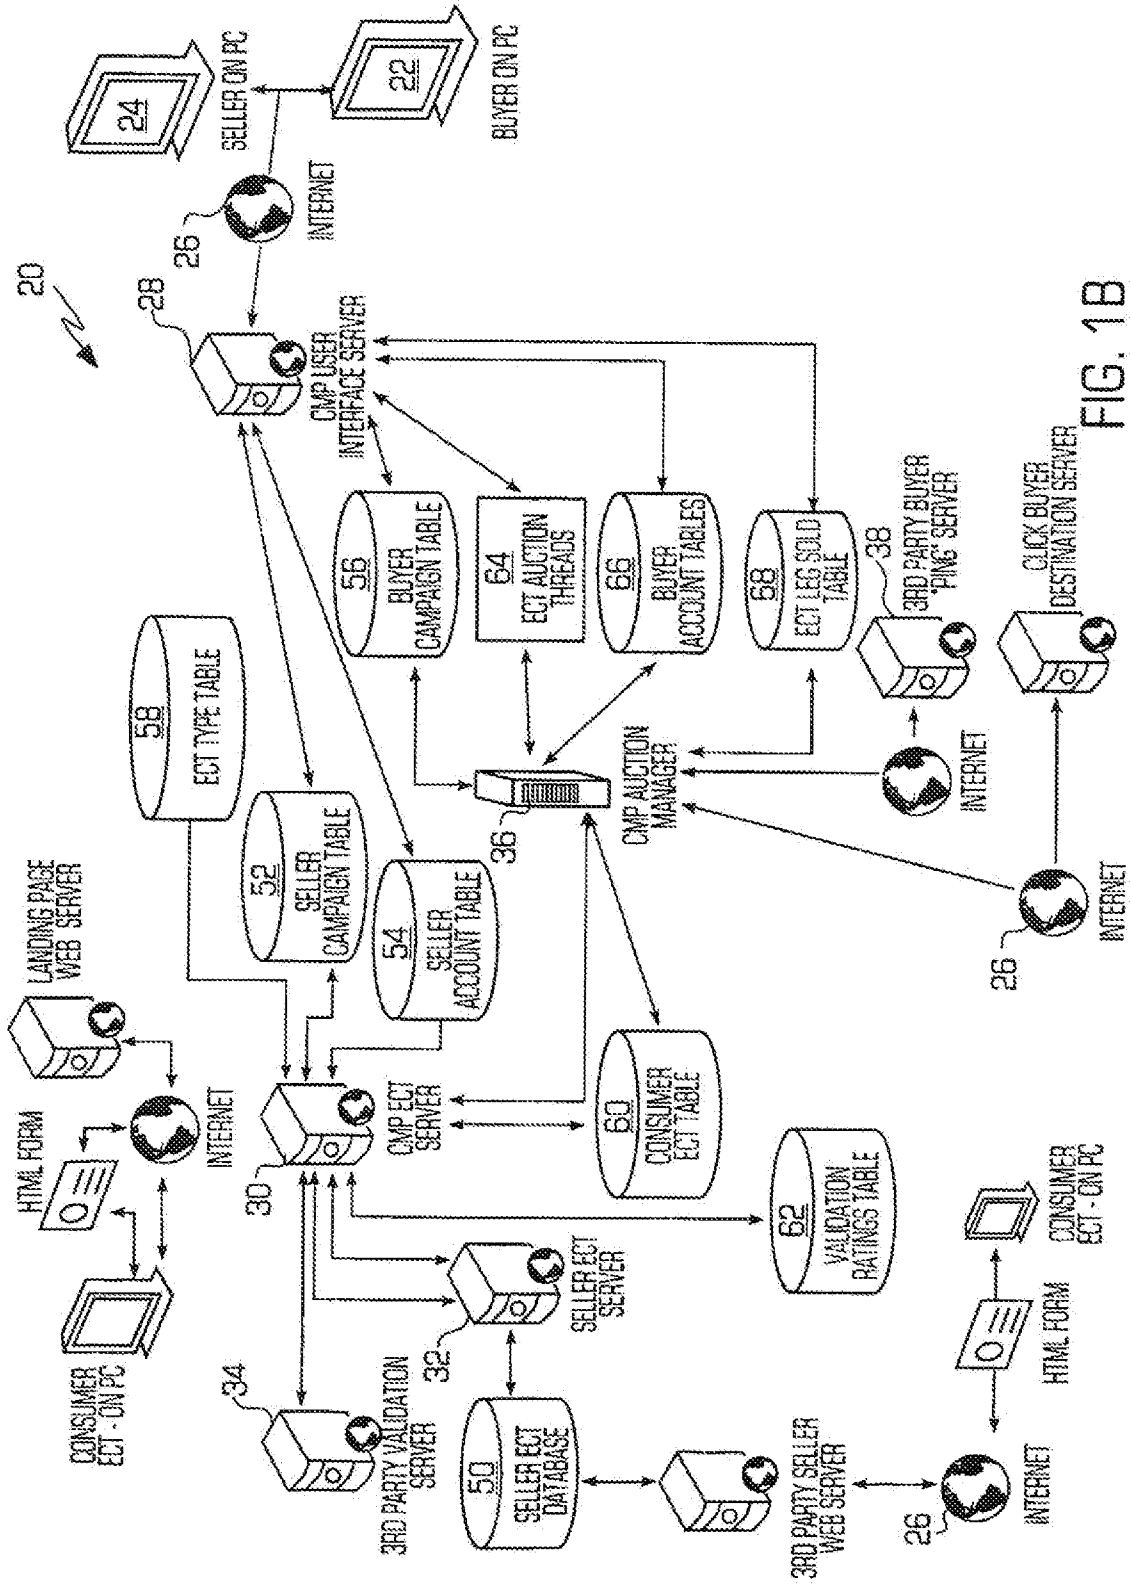 20
24
SELLER ON PC
22
BUYER ON PC
26
INTERNET
28
CMP USER
INTERFACE SERVER
LANDING PAGE
WEB SERVER
HTML FORM
INTERNET
CONSUMER
ECT - ON PC
58
ECT TYPE TABLE
52
SELLER
CAMPAIGN TABLE
54
SELLER
ACCOUNT TABLE
56
BUYER
CAMPAIGN TABLE
64
ECT AUCTION
THREADS
66
BUYER
ACCOUNT TABLES
68
ECT LEG SOLD
TABLE
30
CMP ECT
SERVER
36
CMP AUCTION
MANAGER
34
3RD PARTY VALIDATION
SERVER
32
SELLER ECT
SERVER
50
SELLER ECT
DATABASE
60
CONSUMER
ECT TABLE
62
VALIDATION
RATINGS TABLE
3RD PARTY SELLER
WEB SERVER
26
INTERNET
HTML FORM
CONSUMER
ECT - ON PC
38
3RD PARTY BUYER
"PING" SERVER
INTERNET
26
INTERNET
CLICK BUYER
DESTINATION SERVER
FIG. 1B